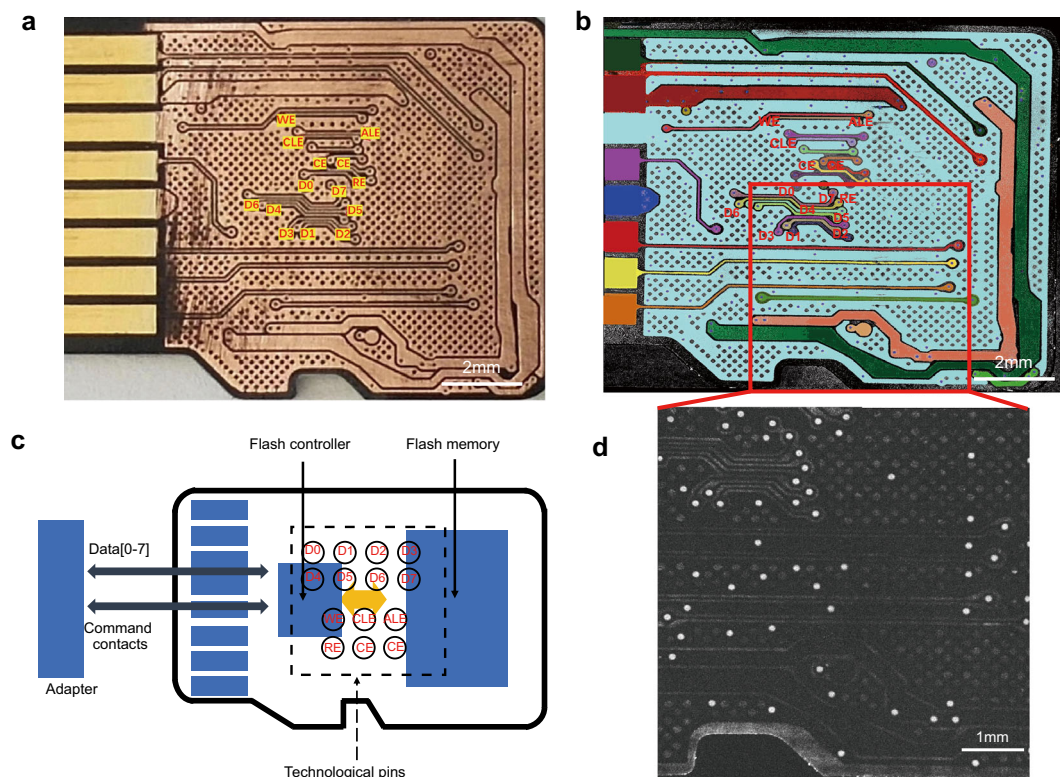 a
WE
ALE
CLE
CE CE
D0
D7 RE
D6 D4
D5
D3 D1 D2
2mm
b
WE
ALE
CLE
CE
D0
D7 RE
D6
D4
D5
D3
D1
D2
2mm
c
Flash controller
Flash memory
Data[0-7]
Command
contacts
Adapter
D0 D1 D2 D3
D4 D5 D6 D7
WE CLE ALE
RE CE CE
Technological pins
d
1mm